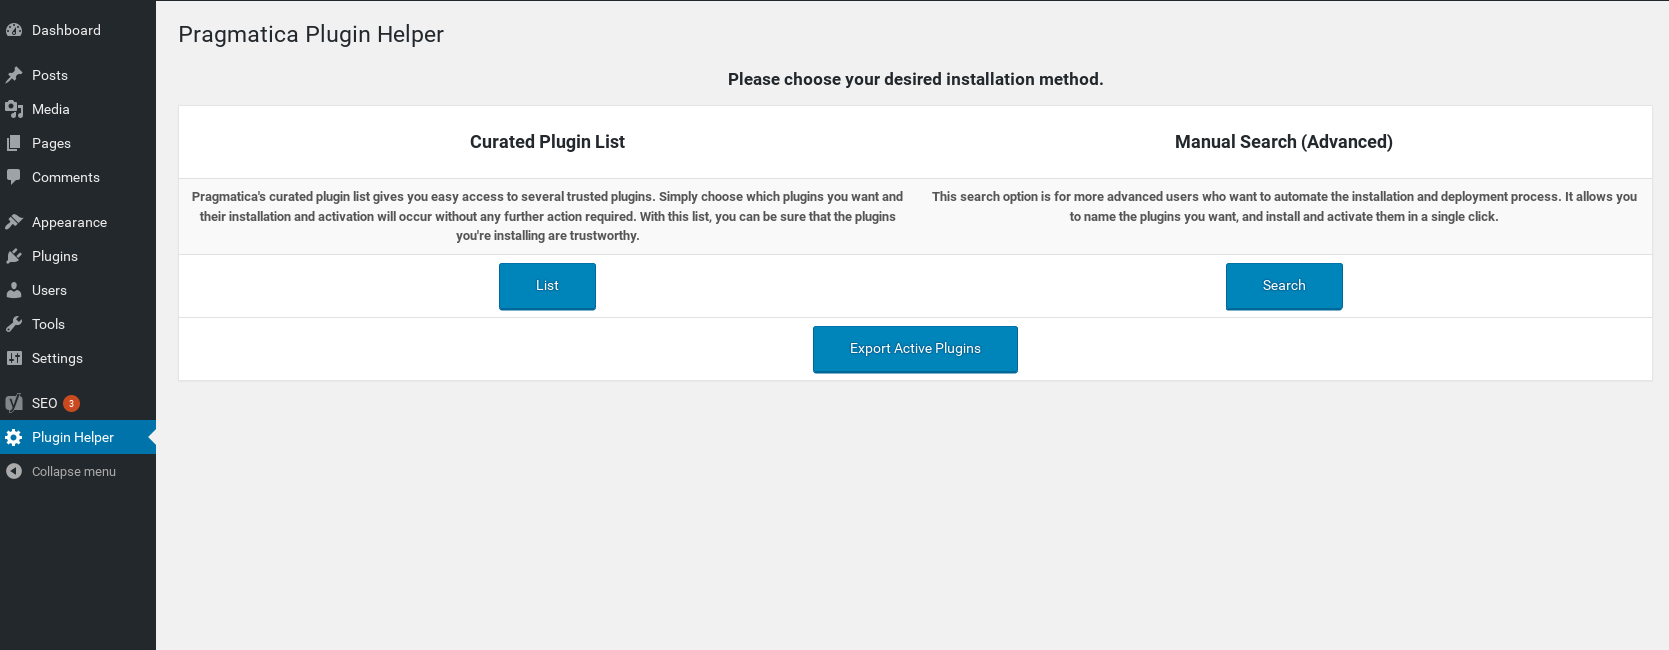 Dashboard
Posts
Media
Pages
Comments
Appearance
Plugins
Users
Tools
Settings
SEO 3
Plugin Helper
Collapse menu
Pragmatica Plugin Helper
Please choose your desired installation method.
Curated Plugin List
Manual Search (Advanced)
Pragmatica's curated plugin list gives you easy access to several trusted plugins. Simply choose which plugins you want and
their installation and activation will occur without any further action required. With this list, you can be sure that the plugins
you're installing are trustworthy.
This search option is for more advanced users who want to automate the installation and deployment process. It allows you
to name the plugins you want, and install and activate them in a single click.
List
Search
Export Active Plugins